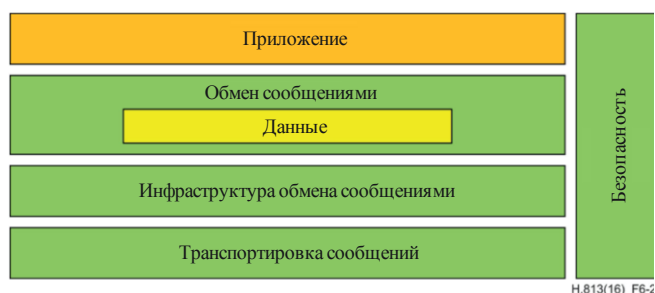 Приложение
Обмен сообщениями
Данные
Инфраструктура обмена сообщениями
Транспортировка сообщений
Безопасность
H.813(16)_F6-2